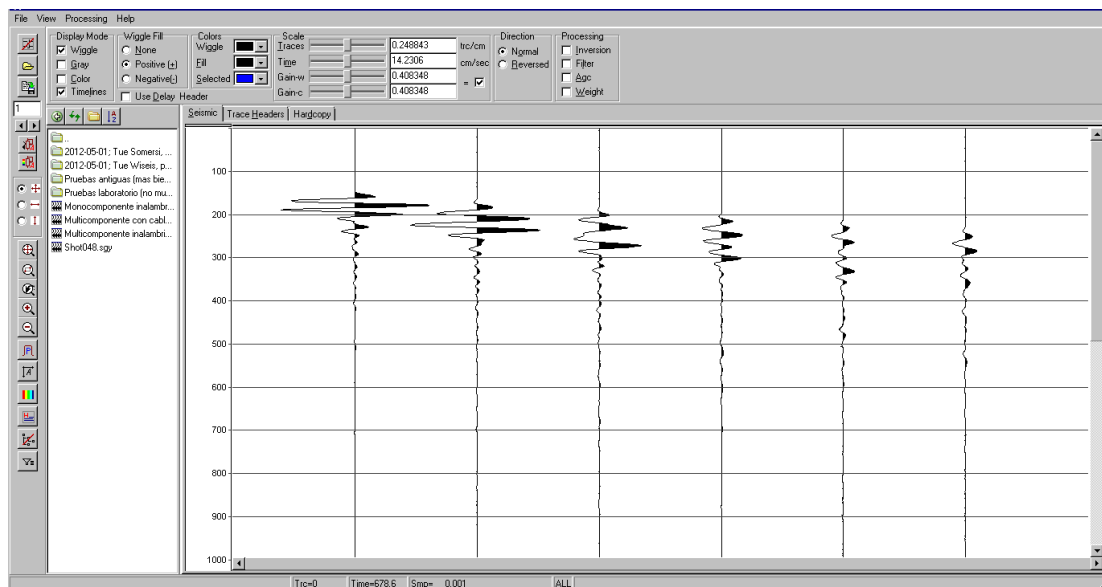 File View Processing Help
Display Mode
Wiggle
Gray
Color
Timelines
Wiggle Fill
None
Positive (+)
Negative(-)
Use Delay Header
Colors
Wiggle
Fill
Selected
Scale
Traces 0.248843 trc/cm
Time 14.2306 cm/sec
Gain-w 0.408348 =
Gain-c 0.408348
Direction
Normal
Reversed
Processing
Inversion
Filter
Agc
Weight
1
Seismic Trace Headers Hardcopy
..
2012-05-01; Tue Somersi, ...
2012-05-01; Tue Wiseis, p...
Pruebas antiguas (mas bie...
Pruebas laboratorio (no mu...
Monocomponente inalambr...
Multicomponente con cabl...
Multicomponente inalambri...
Shot048.sgy
100
200
300
400
500
600
700
800
900
1000
Trc=0 Time=678.6 Smp= 0.001 ALL